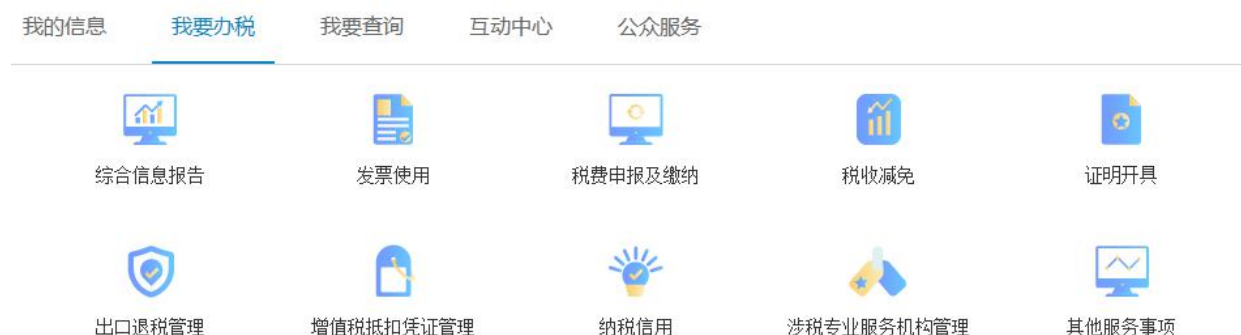 我的信息 我要办税 我要查询 互动中心 公众服务
综合信息报告 发票使用 税费申报及缴纳 税收减免 证明开具
出口退税管理 增值税抵扣凭证管理 纳税信用 涉税专业服务机构管理 其他服务事项